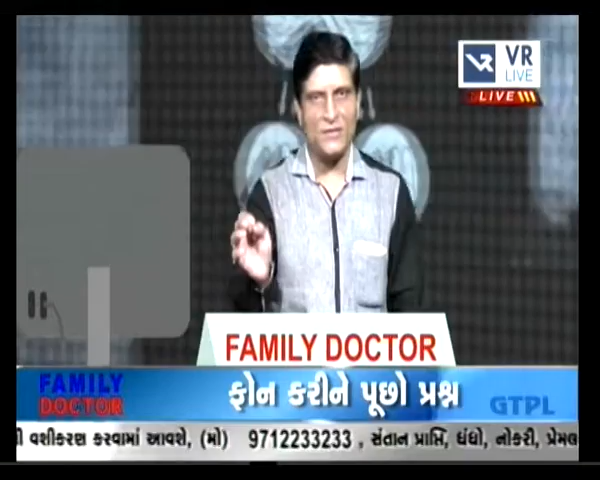 VR
LIVE
LIVE
FAMILY DOCTOR
FAMILY
DOCTOR
ફોન કરીને પૂછો પ્રશ્ન
GTPL
વશીકરણ કરવામાં આવશે, (મો) 9712233233 , સંતાન પ્રાપ્તિ, ધંધો, નોકરી, પ્રેમલ